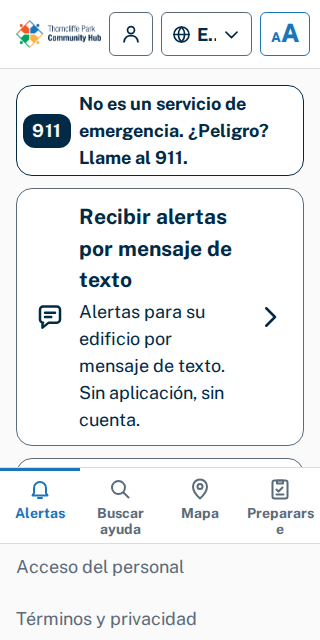 Thorncliffe Park
Community Hub
E..
AA
911
No es un servicio de
emergencia. ¿Peligro?
Llame al 911.
Recibir alertas
por mensaje de
texto
Alertas para su
edificio por
mensaje de texto.
Sin aplicación, sin
cuenta.
Alertas
Buscar
ayuda
Mapa
Preparars
e
Acceso del personal
Términos y privacidad